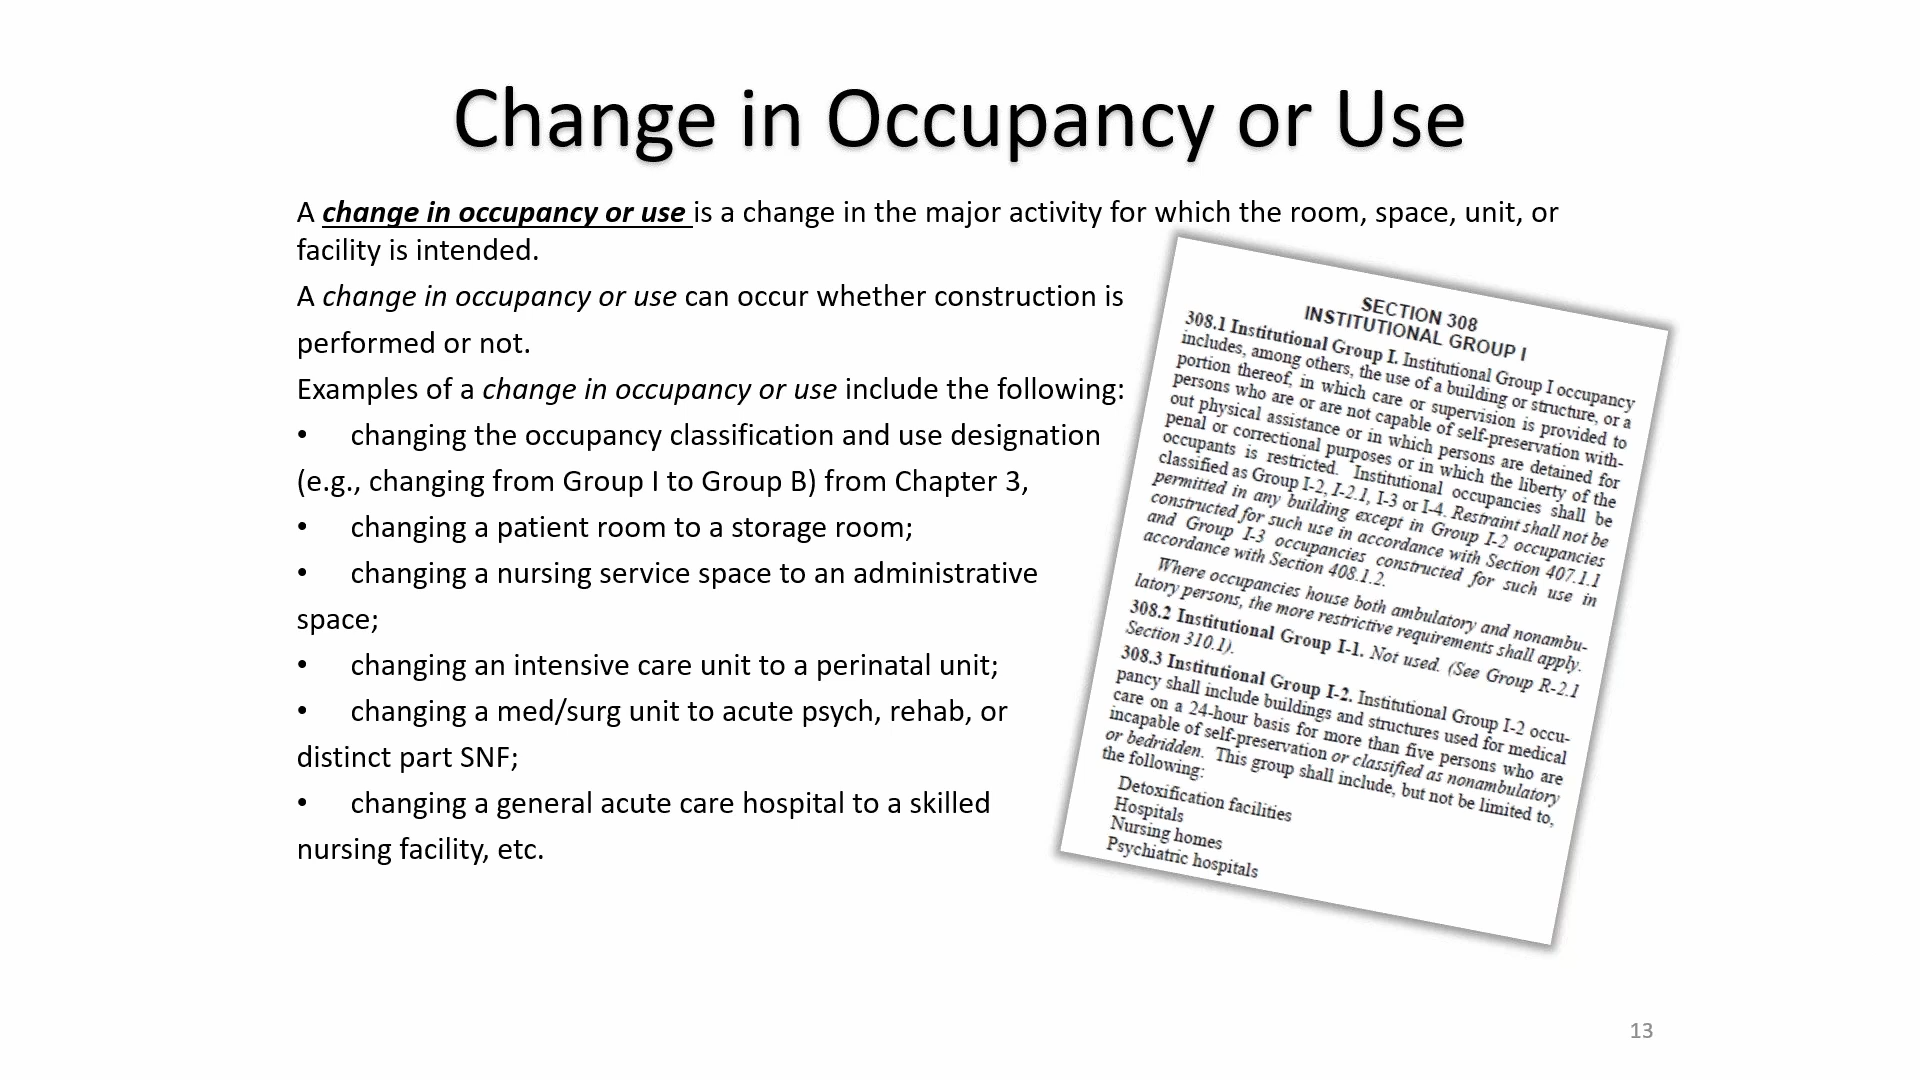 Change in Occupancy or Use
A change in occupancy or use is a change in the major activity for which the room, space, unit, or
facility is intended.
A change in occupancy or use can occur whether construction is
performed or not.
Examples of a change in occupancy or use include the following:
• changing the occupancy classification and use designation
(e.g., changing from Group I to Group B) from Chapter 3,
• changing a patient room to a storage room;
• changing a nursing service space to an administrative
space;
• changing an intensive care unit to a perinatal unit;
• changing a med/surg unit to acute psych, rehab, or
distinct part SNF;
• changing a general acute care hospital to a skilled
nursing facility, etc.
SECTION 308
INSTITUTIONAL GROUP I
308.1 Institutional Group I. Institutional Group I occupancy
includes, among others, the use of a building or structure, or a
portion thereof, in which care or supervision is provided to
persons who are or are not capable of self-preservation with-
out physical assistance or in which persons are detained for
penal or correctional purposes or in which the liberty of the
occupants is restricted. Institutional occupancies shall be
classified as Group I-2, I-2.1, I-3 or I-4. Restraint shall not be
permitted in any building except in Group I-2 occupancies
constructed for such use in accordance with Section 407.1.1
and Group I-3 occupancies constructed for such use in
accordance with Section 408.1.2.
Where occupancies house both ambulatory and nonambu-
latory persons, the more restrictive requirements shall apply.
308.2 Institutional Group I-1. Not used. (See Group R-2.1
Section 310.1).
308.3 Institutional Group I-2. Institutional Group I-2 occu-
pancy shall include buildings and structures used for medical
care on a 24-hour basis for more than five persons who are
incapable of self-preservation or classified as nonambulatory
or bedridden. This group shall include, but not be limited to,
the following:
Detoxification facilities
Hospitals
Nursing homes
Psychiatric hospitals
13